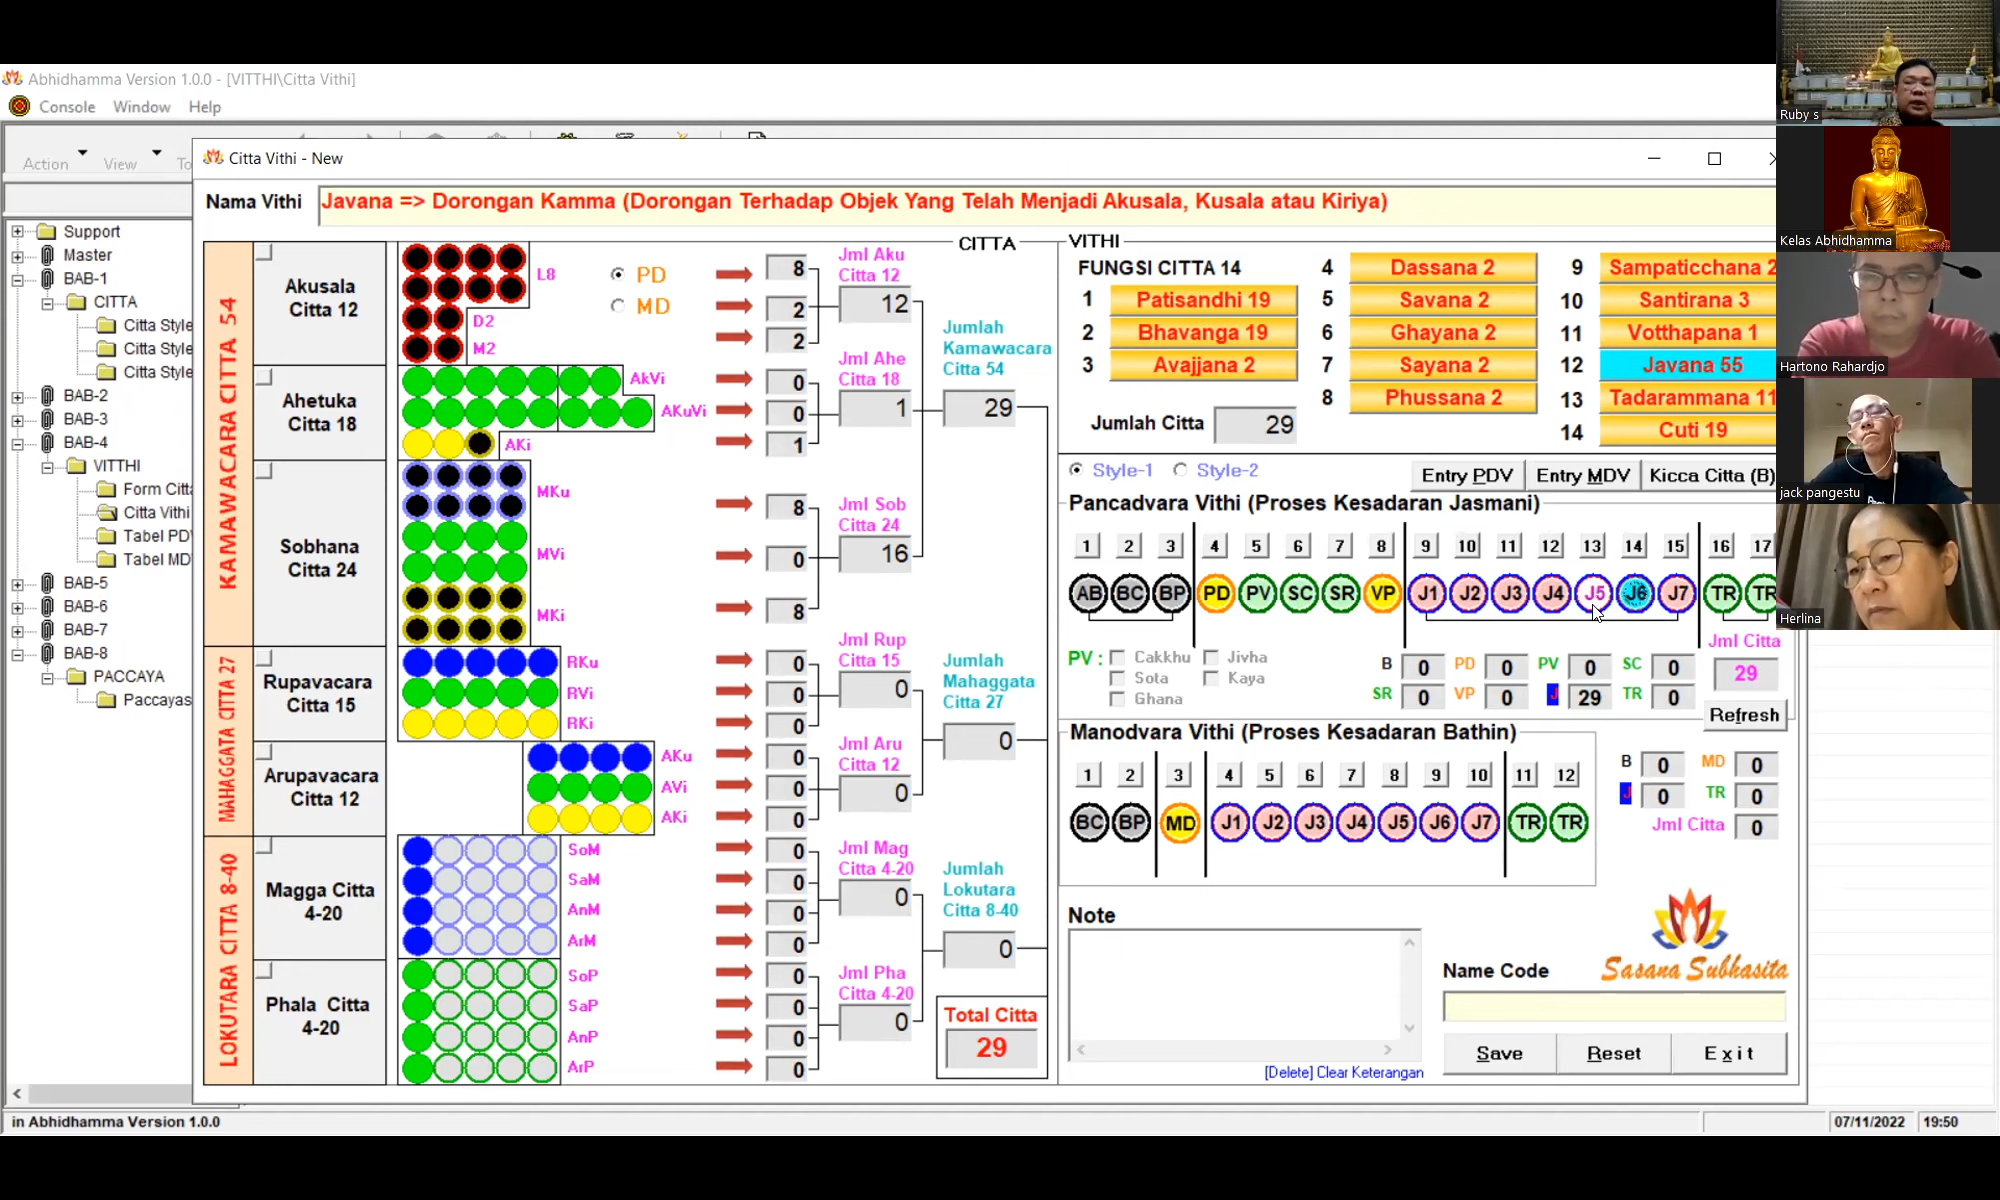 Abhidhamma Version 1.0.0 - [VITTHI\Citta Vithi]
Console Window Help
Action View To
Citta Vithi - New
Nama Vithi
Javana => Dorongan Kamma (Dorongan Terhadap Objek Yang Telah Menjadi Akusala, Kusala atau Kiriya)
Support
Master
BAB-1
CITTA
Citta Style
Citta Style
Citta Style
BAB-2
BAB-3
BAB-4
VITTHI
Form Citt
Citta Vithi
Tabel PD
Tabel MD
BAB-5
BAB-6
BAB-7
BAB-8
PACCAYA
Paccayas
KAMAWACARA CITTA 54
MAHAGGATA CITTA 27
LOKUTARA CITTA 8-40
Akusala
Citta 12
Ahetuka
Citta 18
Sobhana
Citta 24
Rupavacara
Citta 15
Arupavacara
Citta 12
Magga Citta
4-20
Phala Citta
4-20
CITTA
L8
PD
MD
D2
M2
AkVi
AKuVi
AKi
MKu
MVi
MKi
RKu
RVi
RKi
AKu
AVi
AKi
SoM
SaM
AnM
ArM
SoP
SaP
AnP
ArP
8
2
2
0
0
1
8
0
8
0
0
0
0
0
0
0
0
0
0
0
0
0
0
Jml Aku
Citta 12
12
Jml Ahe
Citta 18
1
Jml Sob
Citta 24
16
Jml Rup
Citta 15
0
Jml Aru
Citta 12
0
Jml Mag
Citta 4-20
0
Jml Pha
Citta 4-20
0
Jumlah
Kamawacara
Citta 54
29
Jumlah
Mahaggata
Citta 27
0
Jumlah
Lokutara
Citta 8-40
0
Total Citta
29
VITHI
FUNGSI CITTA 14
1 Patisandhi 19
2 Bhavanga 19
3 Avajjana 2
4 Dassana 2
5 Savana 2
6 Ghayana 2
7 Sayana 2
8 Phussana 2
9 Sampaticchana 2
10 Santirana 3
11 Votthapana 1
12 Javana 55
13 Tadarammana 11
14 Cuti 19
Jumlah Citta 29
Style-1 Style-2
Entry PDV Entry MDV Kicca Citta (B)
Pancadvara Vithi (Proses Kesadaran Jasmani)
1 2 3 4 5 6 7 8 9 10 11 12 13 14 15 16 17
AB BC BP PD PV SC SR VP J1 J2 J3 J4 J5 J6 J7 TR TR
PV : Cakkhu Jivha
Sota Kaya
Ghana
B 0 PD 0 PV 0 SC 0
SR 0 VP 0 J 29 TR 0
Jml Citta
29
Refresh
Manodvara Vithi (Proses Kesadaran Bathin)
1 2 3 4 5 6 7 8 9 10 11 12
BC BP MD J1 J2 J3 J4 J5 J6 J7 TR TR
B 0 MD 0
J 0 TR 0
Jml Citta 0
Note
[Delete] Clear Keterangan
Sasana Subhasita
Name Code
Save Reset Exit
in Abhidhamma Version 1.0.0
07/11/2022 19:50
Ruby s
Kelas Abhidhamma
Hartono Rahardjo
jack pangestu
Herlina